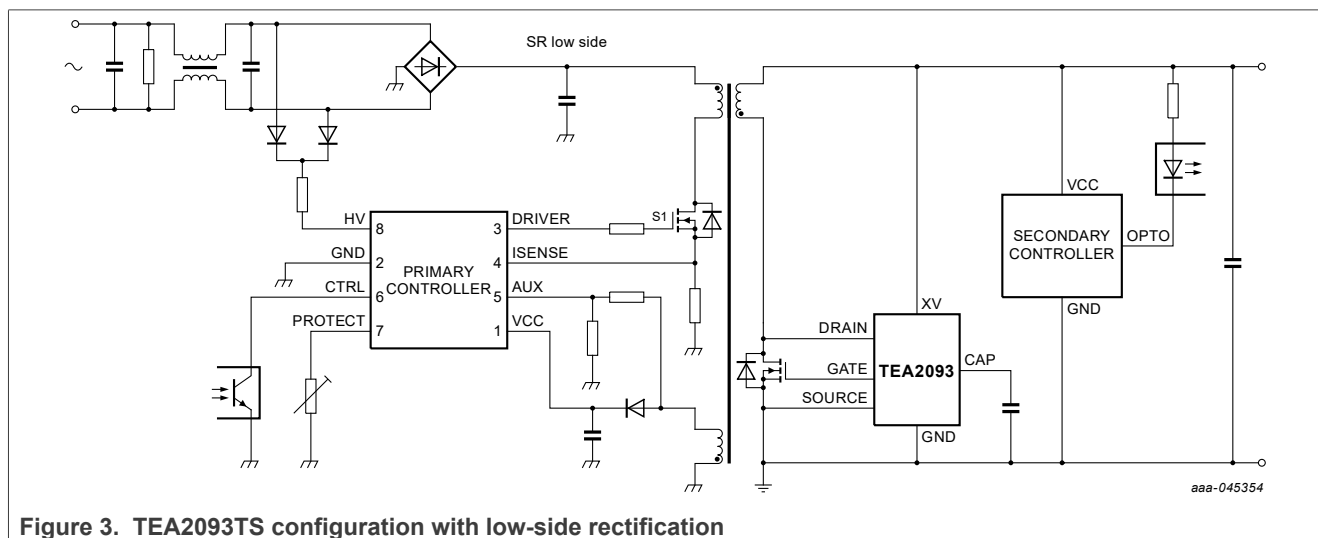 SR low side
HV
8
GND
2
CTRL
6
PROTECT
7
PRIMARY
CONTROLLER
3
DRIVER
4
ISENSE
5
AUX
1
VCC
S1
DRAIN
GATE
SOURCE
XV
TEA2093
CAP
GND
VCC
SECONDARY
CONTROLLER
OPTO
GND
aaa-045354
Figure 3. TEA2093TS configuration with low-side rectification